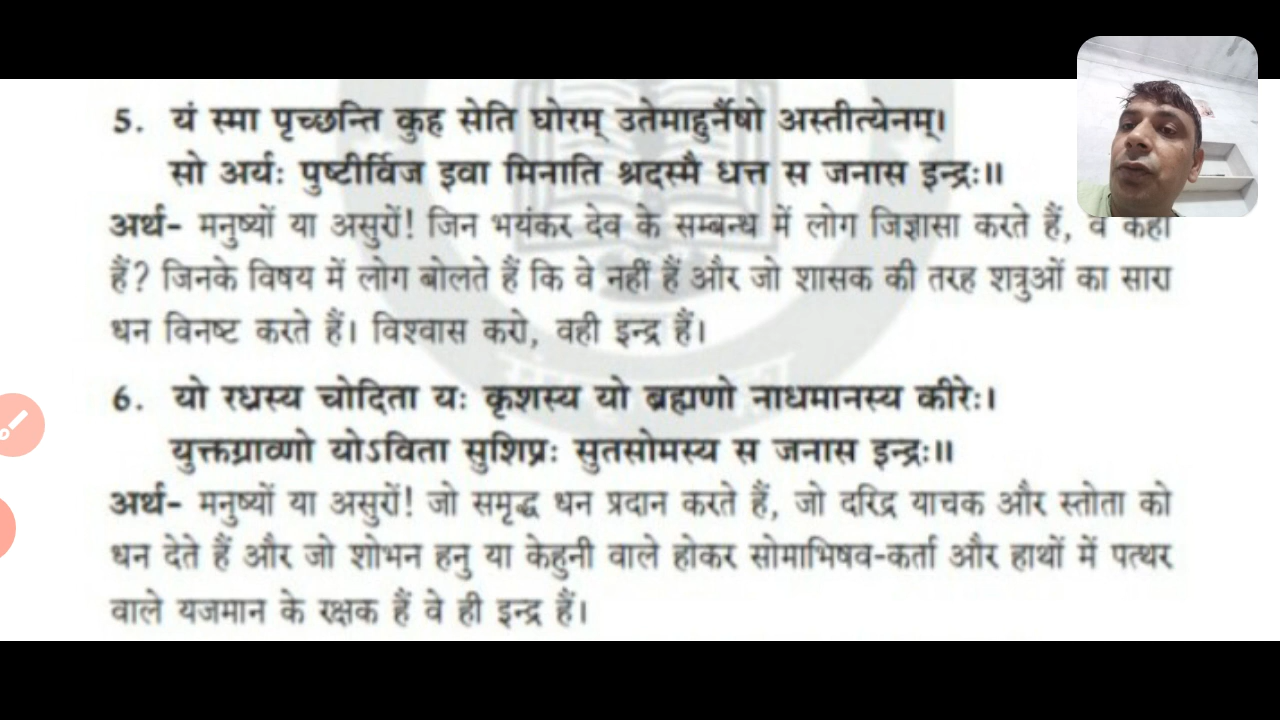 5. यं स्मा पृच्छन्ति कुह सेति घोरम् उतेमाहुर्नैषो अस्तीत्येनम्।
सो अर्यः पुष्टीर्विज इवा मिनाति श्रदस्मै धत्त स जनास इन्द्रः॥
अर्थ- मनुष्यों या असुरों! जिन भयंकर देव के सम्बन्ध में लोग जिज्ञासा करते हैं, वे कहाँ
हैं? जिनके विषय में लोग बोलते हैं कि वे नहीं हैं और जो शासक की तरह शत्रुओं का सारा
धन विनष्ट करते हैं। विश्वास करो, वही इन्द्र हैं।
6. यो रध्रस्य चोदिता यः कृशस्य यो ब्रह्मणो नाधमानस्य कीरेः।
युक्तग्राव्णो योऽविता सुशिप्रः सुतसोमस्य स जनास इन्द्रः॥
अर्थ- मनुष्यों या असुरों! जो समृद्ध धन प्रदान करते हैं, जो दरिद्र याचक और स्तोता को
धन देते हैं और जो शोभन हनु या केहुनी वाले होकर सोमाभिषव-कर्ता और हाथों में पत्थर
वाले यजमान के रक्षक हैं वे ही इन्द्र हैं।